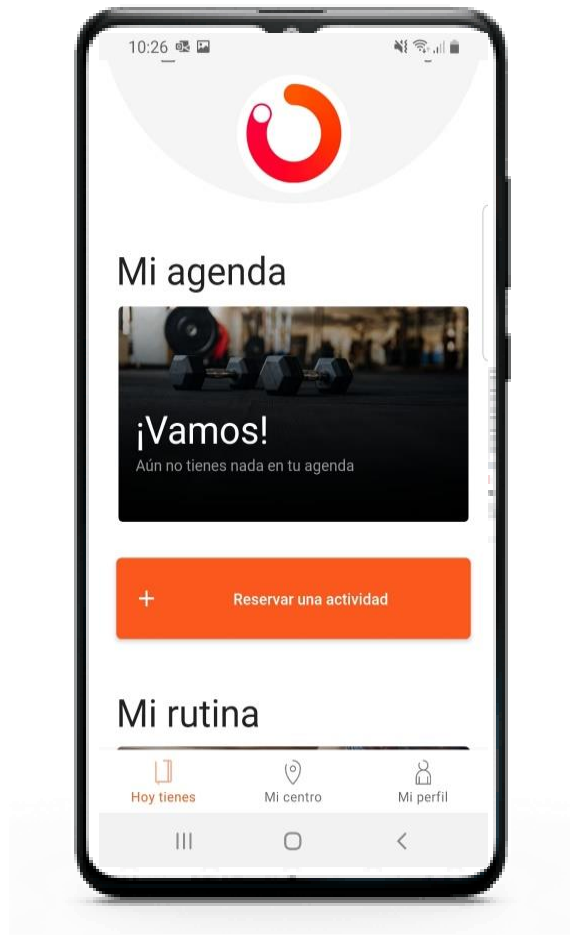 10:26
Mi agenda
¡Vamos!
Aún no tienes nada en tu agenda
+ Reservar una actividad
Mi rutina
Hoy tienes
Mi centro
Mi perfil